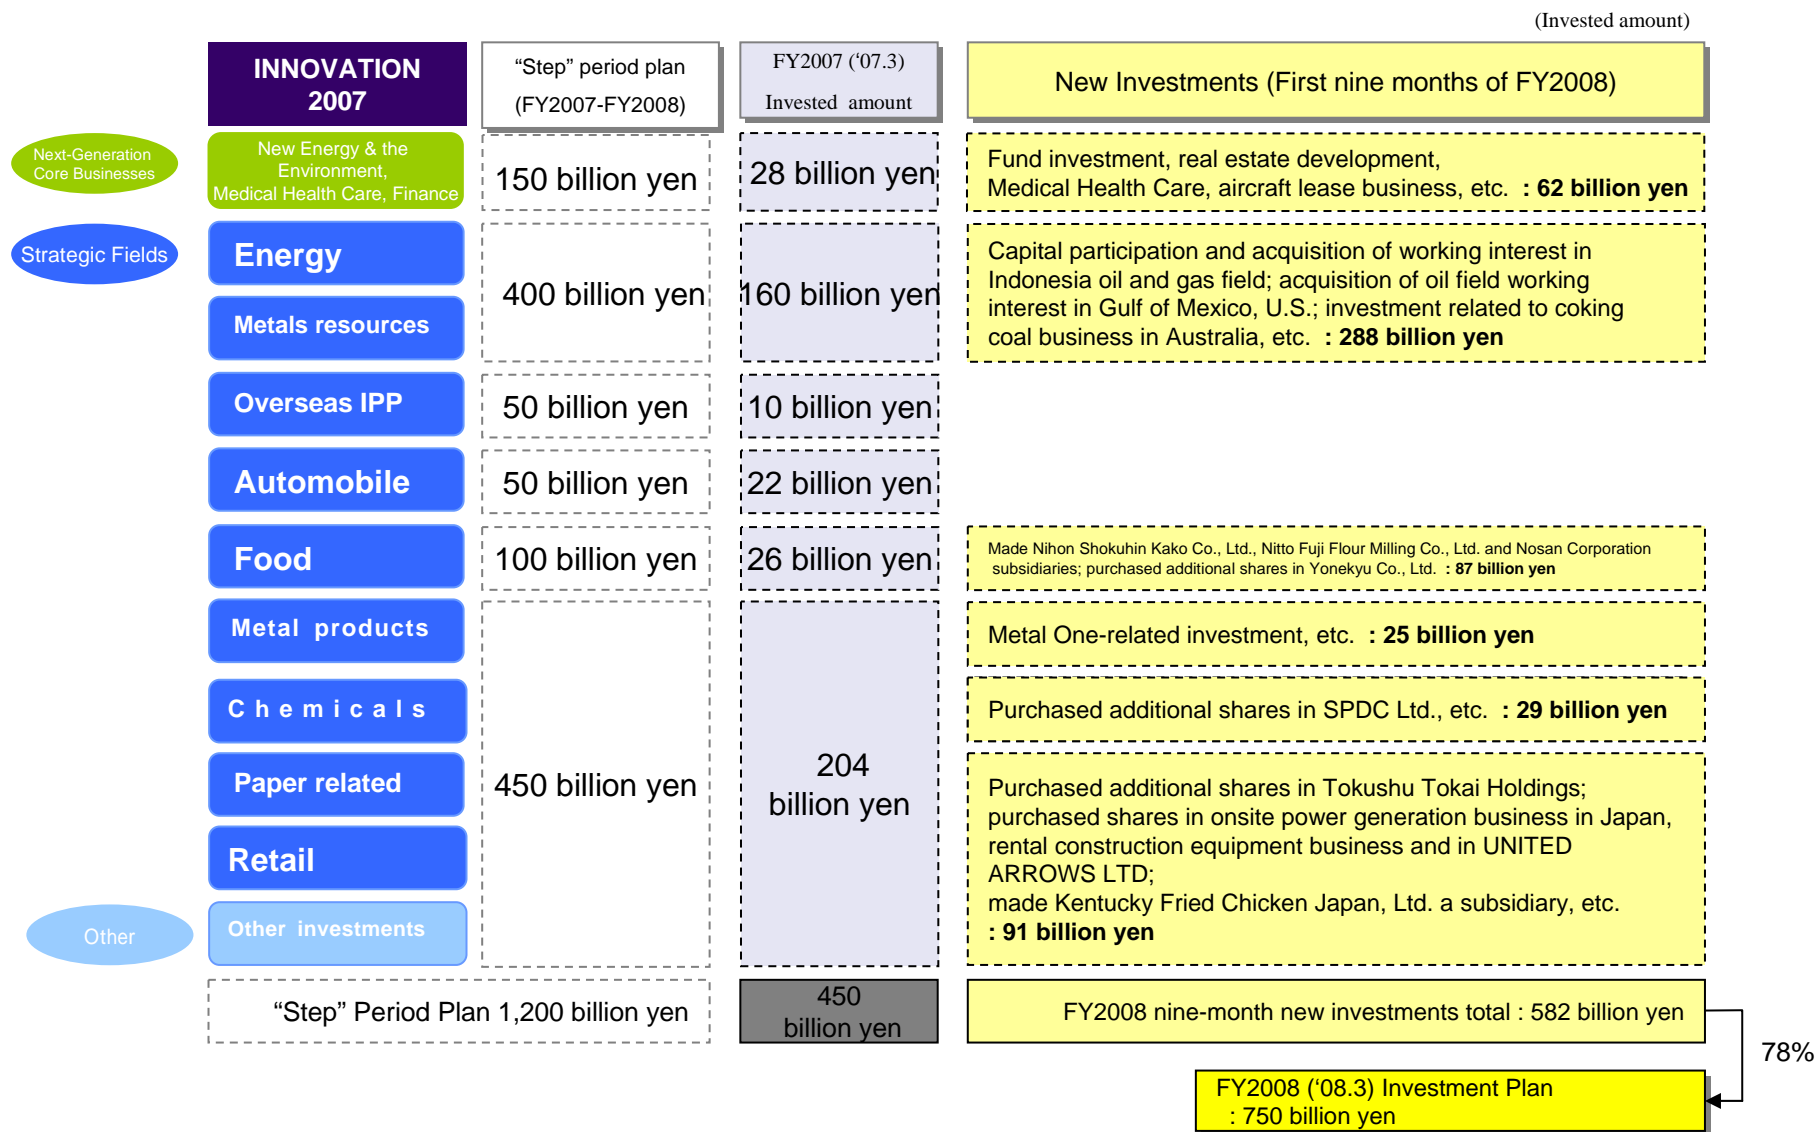 (Invested amount)
INNOVATION
2007
“Step” period plan
(FY2007-FY2008)
FY2007 (‘07.3)
Invested amount
New Investments (First nine months of FY2008)
Next-Generation
Core Businesses
New Energy & the
Environment,
Medical Health Care, Finance
150 billion yen
28 billion yen
Fund investment, real estate development,
Medical Health Care, aircraft lease business, etc. : 62 billion yen
Strategic Fields
Energy
Metals resources
400 billion yen
160 billion yen
Capital participation and acquisition of working interest in
Indonesia oil and gas field; acquisition of oil field working
interest in Gulf of Mexico, U.S.; investment related to coking
coal business in Australia, etc. : 288 billion yen
Overseas IPP
50 billion yen
10 billion yen
Automobile
50 billion yen
22 billion yen
Food
100 billion yen
26 billion yen
Made Nihon Shokuhin Kako Co., Ltd., Nitto Fuji Flour Milling Co., Ltd. and Nosan Corporation
subsidiaries; purchased additional shares in Yonekyu Co., Ltd. : 87 billion yen
Metal products
Chemicals
Paper related
Retail
Other
Other investments
450 billion yen
204
billion yen
Metal One-related investment, etc. : 25 billion yen
Purchased additional shares in SPDC Ltd., etc. : 29 billion yen
Purchased additional shares in Tokushu Tokai Holdings;
purchased shares in onsite power generation business in Japan,
rental construction equipment business and in UNITED
ARROWS LTD;
made Kentucky Fried Chicken Japan, Ltd. a subsidiary, etc.
: 91 billion yen
“Step” Period Plan 1,200 billion yen
450
billion yen
FY2008 nine-month new investments total : 582 billion yen
78%
FY2008 (‘08.3) Investment Plan
: 750 billion yen